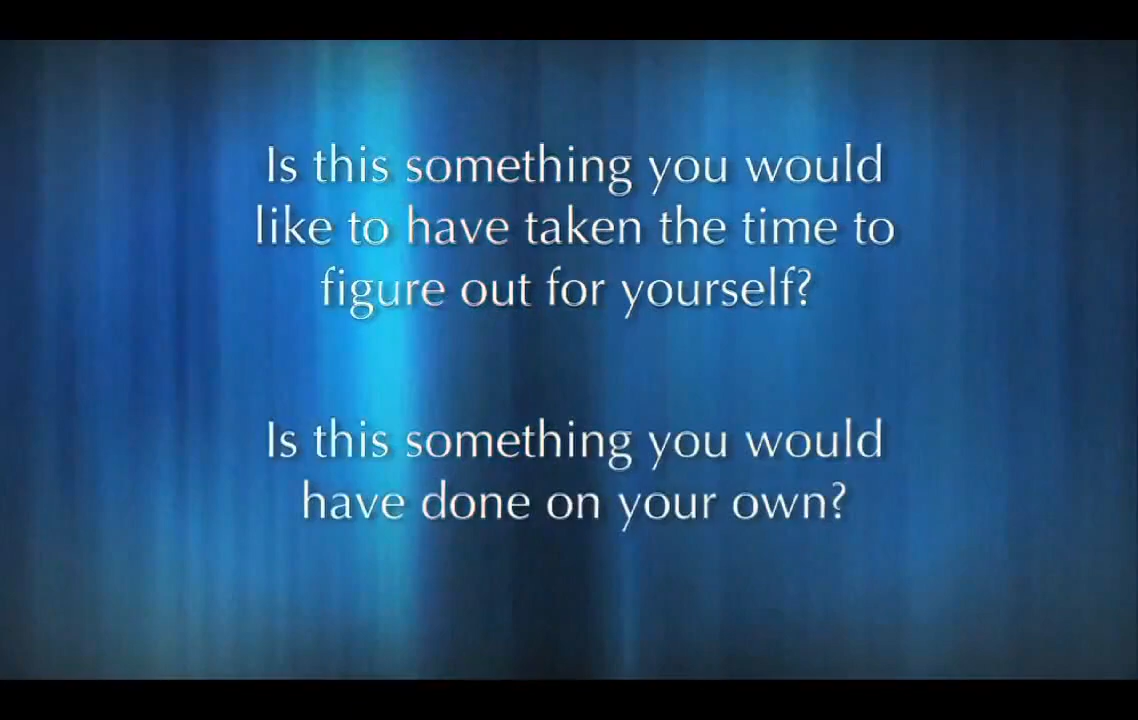 Is this something you would
like to have taken the time to
figure out for yourself?
Is this something you would
have done on your own?